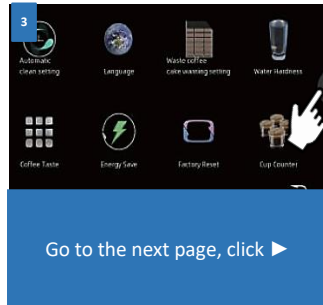 3
Automatic
clean setting
Language
Waste coffee
cake wanning setting
Water Hardness
Coffee Taste
Energy Save
Factory Reset
Cup Counter
Go to the next page, click ►